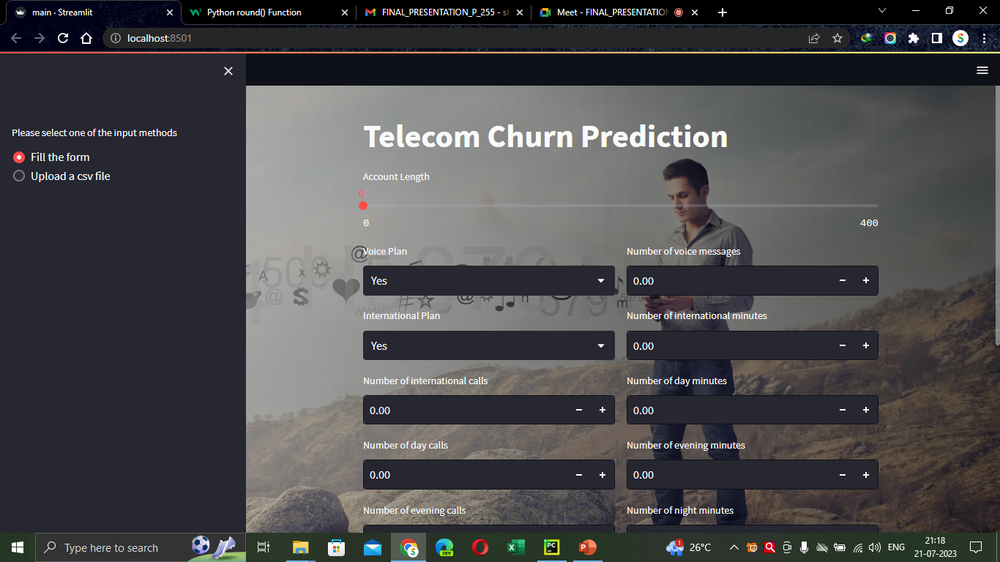 main · Streamlit
Python round() Function
FINAL_PRESENTATION_P_255 - sh
Meet - FINAL_PRESENTATION
localhost:8501
Please select one of the input methods
Fill the form
Upload a csv file
Telecom Churn Prediction
Account Length
0
0 400
Voice Plan Number of voice messages
Yes 0.00
International Plan Number of international minutes
Yes 0.00
Number of international calls Number of day minutes
0.00 0.00
Number of day calls Number of evening minutes
0.00 0.00
Number of evening calls Number of night minutes
Type here to search
1
26°C
ENG
21:18
21-07-2023